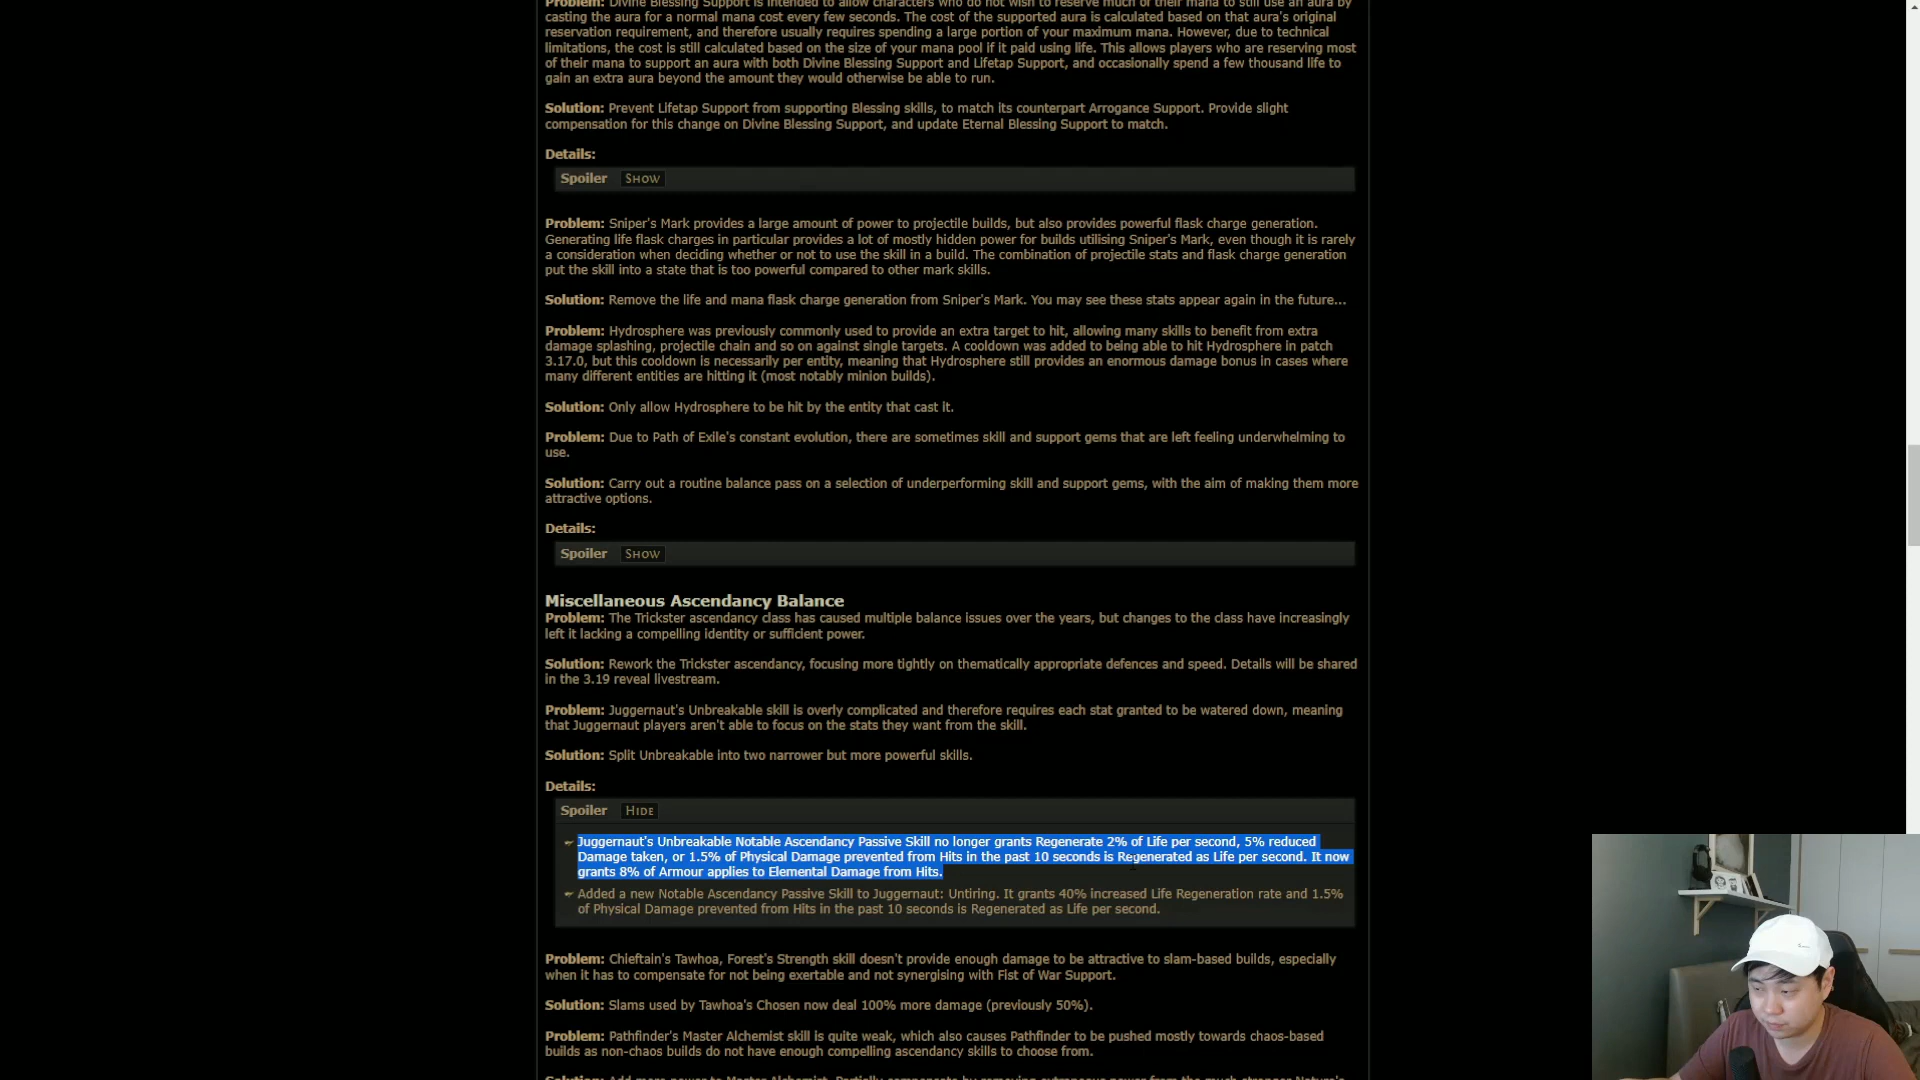 Problem: Divine Blessing Support is intended to allow characters who do not wish to reserve much of their mana to still use an aura by
casting the aura for a normal mana cost every few seconds. The cost of the supported aura is calculated based on that aura's original
reservation requirement, and therefore usually requires spending a large portion of your maximum mana. However, due to technical
limitations, the cost is still calculated based on the size of your mana pool if it paid using life. This allows players who are reserving most
of their mana to support an aura with both Divine Blessing Support and Lifetap Support, and occasionally spend a few thousand life to
gain an extra aura beyond the amount they would otherwise be able to run.
Solution: Prevent Lifetap Support from supporting Blessing skills, to match its counterpart Arrogance Support. Provide slight
compensation for this change on Divine Blessing Support, and update Eternal Blessing Support to match.
Details:
Spoiler SHOW
Problem: Sniper's Mark provides a large amount of power to projectile builds, but also provides powerful flask charge generation.
Generating life flask charges in particular provides a lot of mostly hidden power for builds utilising Sniper's Mark, even though it is rarely
a consideration when deciding whether or not to use the skill in a build. The combination of projectile stats and flask charge generation
put the skill into a state that is too powerful compared to other mark skills.
Solution: Remove the life and mana flask charge generation from Sniper's Mark. You may see these stats appear again in the future...
Problem: Hydrosphere was previously commonly used to provide an extra target to hit, allowing many skills to benefit from extra
damage splashing, projectile chain and so on against single targets. A cooldown was added to being able to hit Hydrosphere in patch
3.17.0, but this cooldown is necessarily per entity, meaning that Hydrosphere still provides an enormous damage bonus in cases where
many different entities are hitting it (most notably minion builds).
Solution: Only allow Hydrosphere to be hit by the entity that cast it.
Problem: Due to Path of Exile's constant evolution, there are sometimes skill and support gems that are left feeling underwhelming to
use.
Solution: Carry out a routine balance pass on a selection of underperforming skill and support gems, with the aim of making them more
attractive options.
Details:
Spoiler SHOW
Miscellaneous Ascendancy Balance
Problem: The Trickster ascendancy class has caused multiple balance issues over the years, but changes to the class have increasingly
left it lacking a compelling identity or sufficient power.
Solution: Rework the Trickster ascendancy, focusing more tightly on thematically appropriate defences and speed. Details will be shared
in the 3.19 reveal livestream.
Problem: Juggernaut's Unbreakable skill is overly complicated and therefore requires each stat granted to be watered down, meaning
that Juggernaut players aren't able to focus on the stats they want from the skill.
Solution: Split Unbreakable into two narrower but more powerful skills.
Details:
Spoiler HIDE
Juggernaut's Unbreakable Notable Ascendancy Passive Skill no longer grants Regenerate 2% of Life per second, 5% reduced
Damage taken, or 1.5% of Physical Damage prevented from Hits in the past 10 seconds is Regenerated as Life per second. It now
grants 8% of Armour applies to Elemental Damage from Hits.
Added a new Notable Ascendancy Passive Skill to Juggernaut: Untiring. It grants 40% increased Life Regeneration rate and 1.5%
of Physical Damage prevented from Hits in the past 10 seconds is Regenerated as Life per second.
Problem: Chieftain's Tawhoa, Forest's Strength skill doesn't provide enough damage to be attractive to slam-based builds, especially
when it has to compensate for not being exertable and not synergising with Fist of War Support.
Solution: Slams used by Tawhoa's Chosen now deal 100% more damage (previously 50%).
Problem: Pathfinder's Master Alchemist skill is quite weak, which also causes Pathfinder to be pushed mostly towards chaos-based
builds as non-chaos builds do not have enough compelling ascendancy skills to choose from.